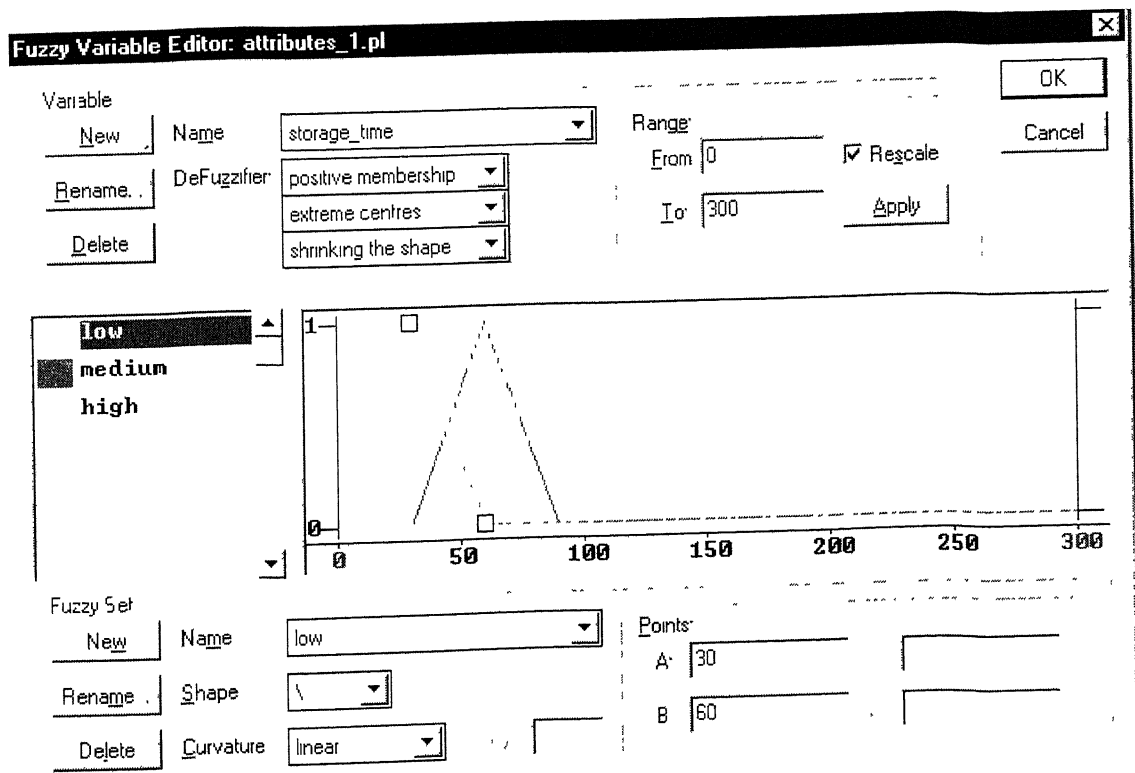 Fuzzy Variable Editor: attributes_1.pl
Variable
New
Name
storage_time
Range:
From
0
Rescale
OK
Rename..
DeFuzzifier
positive membership
To:
300
Apply
Cancel
Delete
extreme centres
shrinking the shape
low
medium
high
1
0
0
50
100
150
200
250
300
Fuzzy Set
New
Name
low
Points:
A:
30
Rename .
Shape
\
B
60
Delete
Curvature
linear